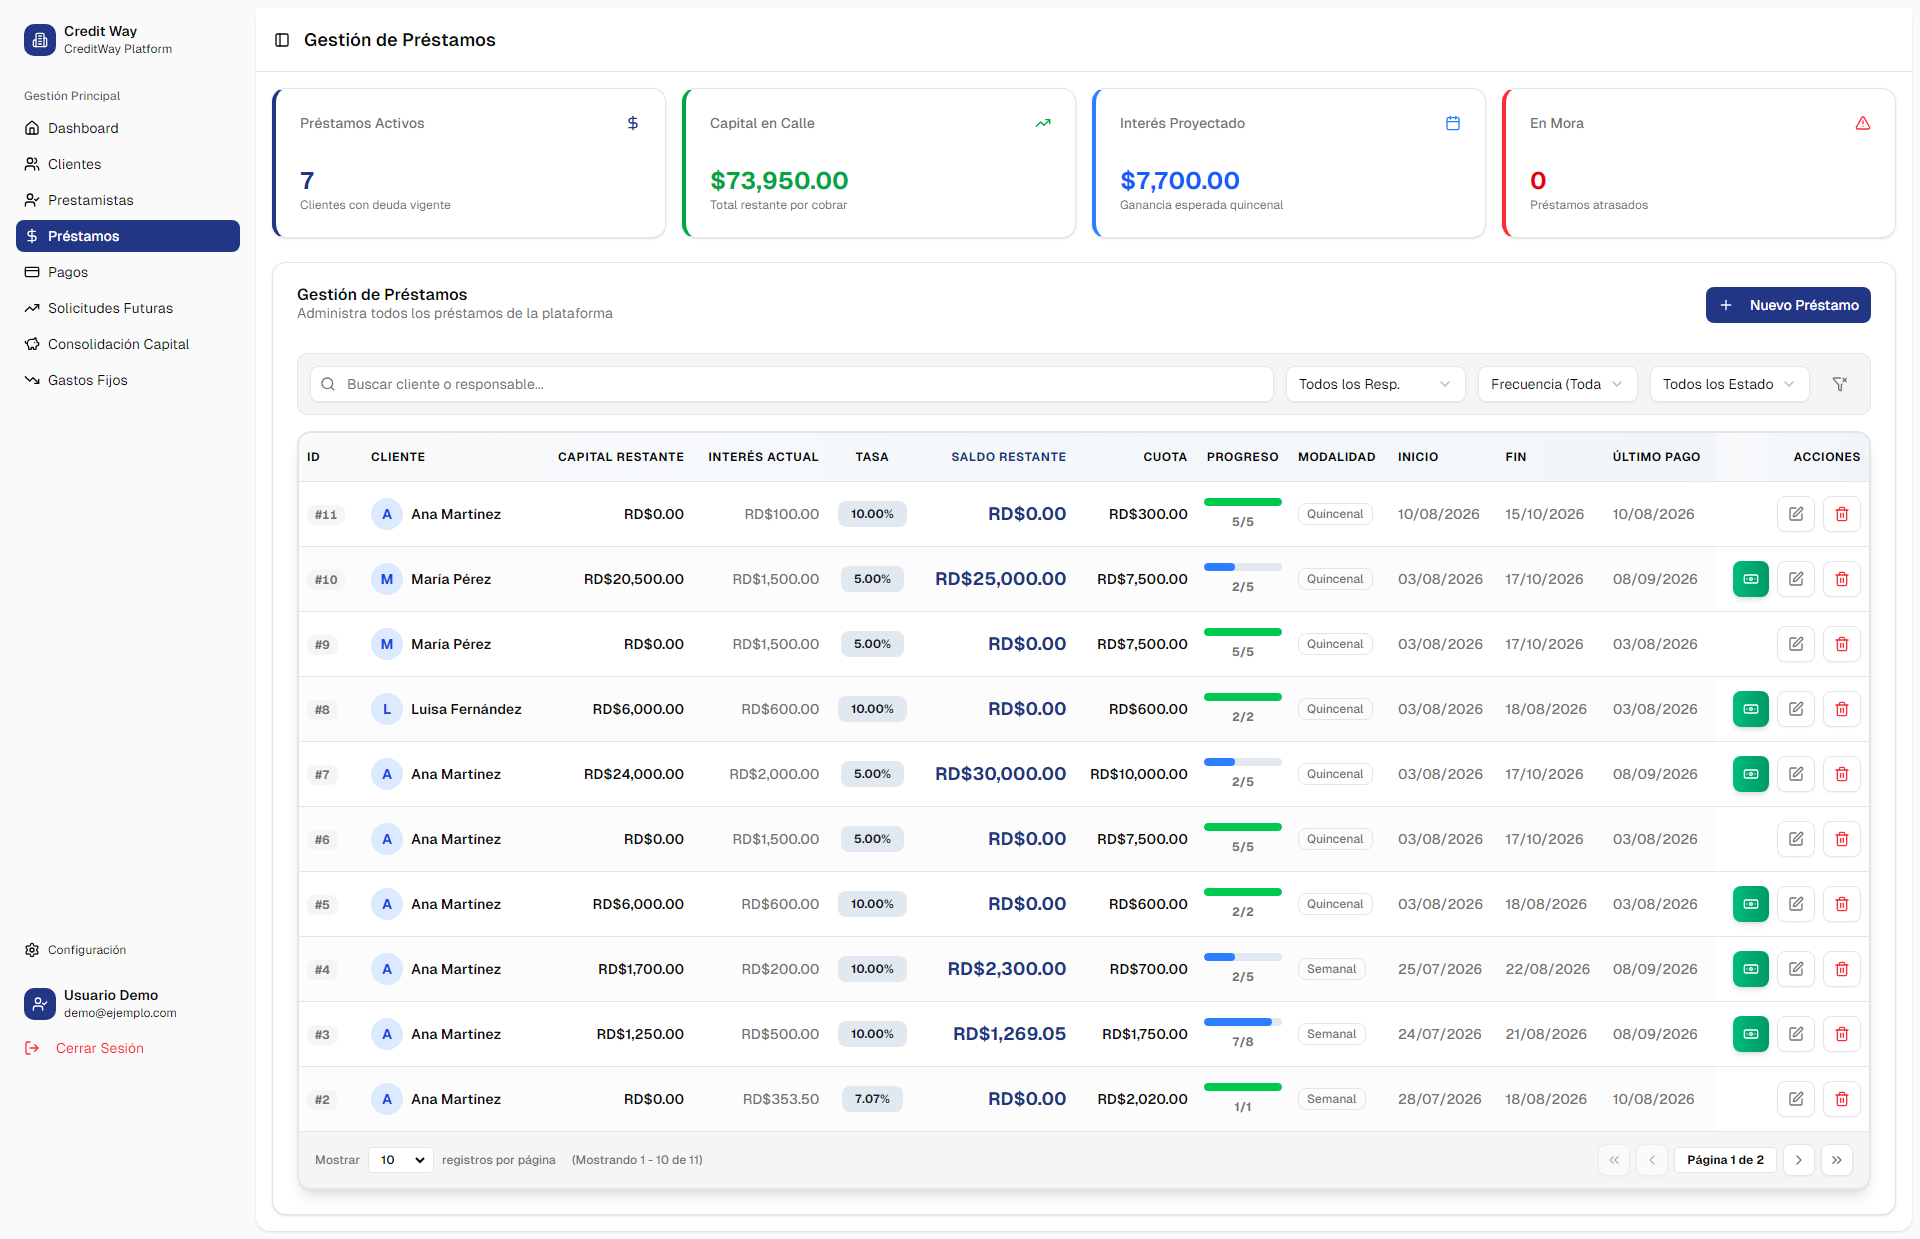 Credit Way
CreditWay Platform
Gestión Principal
Dashboard
Clientes
Prestamistas
Préstamos
Pagos
Solicitudes Futuras
Consolidación Capital
Gastos Fijos
Configuración
Usuario Demo
demo@ejemplo.com
Cerrar Sesión
Gestión de Préstamos
Préstamos Activos
7
Clientes con deuda vigente
Capital en Calle
$73,950.00
Total restante por cobrar
Interés Proyectado
$7,700.00
Ganancia esperada quincenal
En Mora
0
Préstamos atrasados
Gestión de Préstamos
Administra todos los préstamos de la plataforma
Nuevo Préstamo
Buscar cliente o responsable...
Todos los Resp.
Frecuencia (Toda
Todos los Estado
ID CLIENTE CAPITAL RESTANTE INTERÉS ACTUAL TASA SALDO RESTANTE CUOTA PROGRESO MODALIDAD INICIO FIN ÚLTIMO PAGO ACCIONES
#11 A Ana Martínez RD$0.00 RD$100.00 10.00% RD$0.00 RD$300.00 5/5 Quincenal 10/08/2026 15/10/2026 10/08/2026
#10 M María Pérez RD$20,500.00 RD$1,500.00 5.00% RD$25,000.00 RD$7,500.00 2/5 Quincenal 03/08/2026 17/10/2026 08/09/2026
#9 M María Pérez RD$0.00 RD$1,500.00 5.00% RD$0.00 RD$7,500.00 5/5 Quincenal 03/08/2026 17/10/2026 03/08/2026
#8 L Luisa Fernández RD$6,000.00 RD$600.00 10.00% RD$0.00 RD$600.00 2/2 Quincenal 03/08/2026 18/08/2026 03/08/2026
#7 A Ana Martínez RD$24,000.00 RD$2,000.00 5.00% RD$30,000.00 RD$10,000.00 2/5 Quincenal 03/08/2026 17/10/2026 08/09/2026
#6 A Ana Martínez RD$0.00 RD$1,500.00 5.00% RD$0.00 RD$7,500.00 5/5 Quincenal 03/08/2026 17/10/2026 03/08/2026
#5 A Ana Martínez RD$6,000.00 RD$600.00 10.00% RD$0.00 RD$600.00 2/2 Quincenal 03/08/2026 18/08/2026 03/08/2026
#4 A Ana Martínez RD$1,700.00 RD$200.00 10.00% RD$2,300.00 RD$700.00 2/5 Semanal 25/07/2026 22/08/2026 08/09/2026
#3 A Ana Martínez RD$1,250.00 RD$500.00 10.00% RD$1,269.05 RD$1,750.00 7/8 Semanal 24/07/2026 21/08/2026 08/09/2026
#2 A Ana Martínez RD$0.00 RD$353.50 7.07% RD$0.00 RD$2,020.00 1/1 Semanal 28/07/2026 18/08/2026 10/08/2026
Mostrar 10 registros por página (Mostrando 1 - 10 de 11)
Página 1 de 2